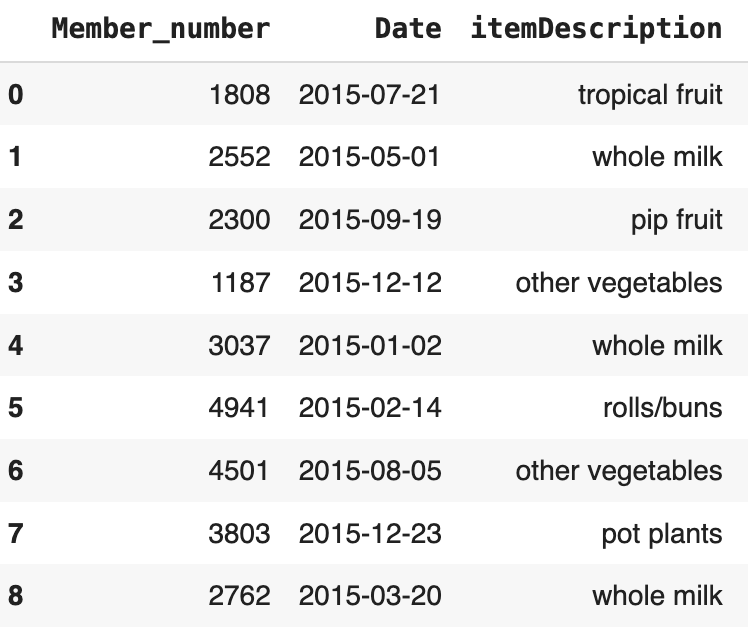 Member_number Date itemDescription
0 1808 2015-07-21 tropical fruit
1 2552 2015-05-01 whole milk
2 2300 2015-09-19 pip fruit
3 1187 2015-12-12 other vegetables
4 3037 2015-01-02 whole milk
5 4941 2015-02-14 rolls/buns
6 4501 2015-08-05 other vegetables
7 3803 2015-12-23 pot plants
8 2762 2015-03-20 whole milk